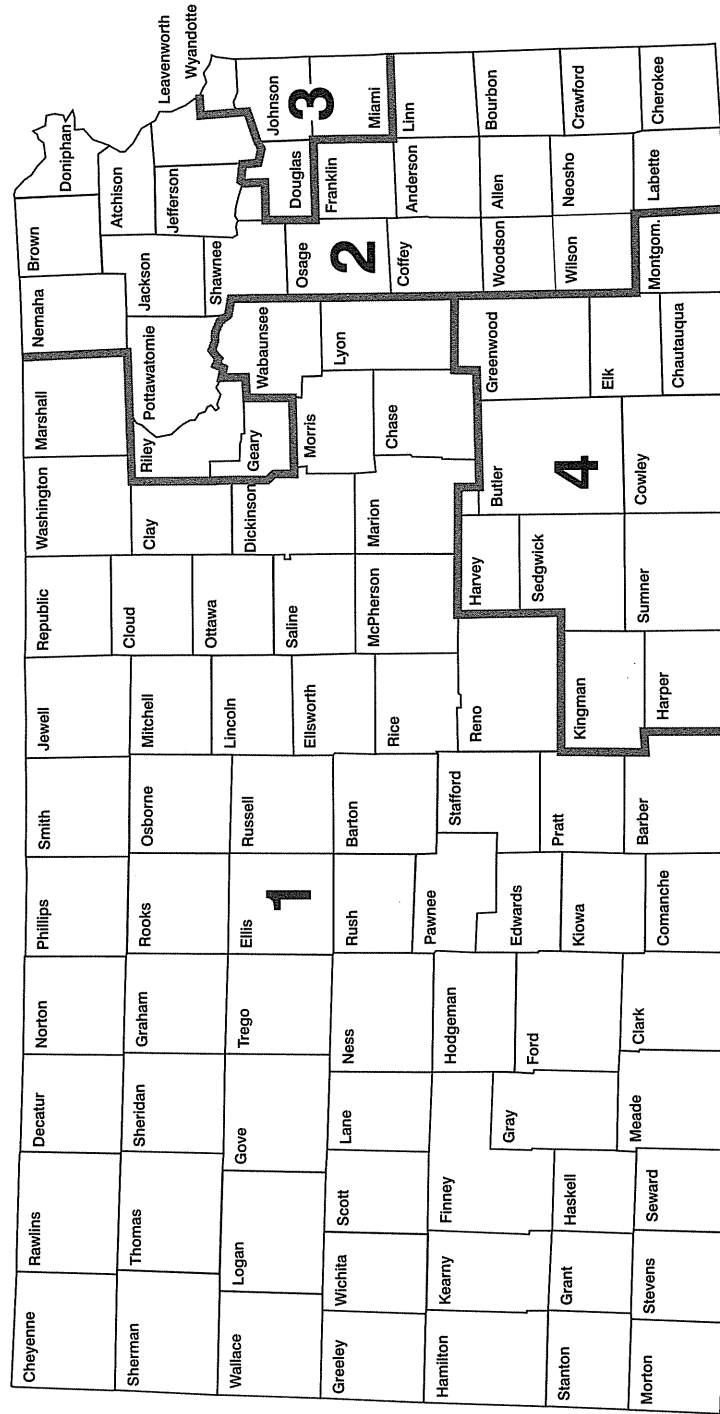 Cheyenne
Rawlins
Decatur
Norton
Phillips
Smith
Jewell
Republic
Washington
Marshall
Nemaha
Brown
Doniphan
Sherman
Thomas
Sheridan
Graham
Rooks
Osborne
Mitchell
Cloud
Clay
Riley
Pottawatomie
Jackson
Atchison
Jefferson
Leavenworth
Wyandotte
Wallace
Logan
Gove
Trego
Ellis
Russell
Lincoln
Ottawa
Saline
Dickinson
Geary
Wabaunsee
Shawnee
Douglas
Johnson
1
2
3
Greeley
Wichita
Scott
Lane
Ness
Rush
Barton
Ellsworth
Rice
McPherson
Marion
Morris
Chase
Lyon
Osage
Coffey
Franklin
Miami
Anderson
Linn
Hamilton
Kearny
Finney
Hodgeman
Pawnee
Stafford
Edwards
Reno
Harvey
Butler
Greenwood
Woodson
Allen
Bourbon
Gray
Ford
Kiowa
Pratt
Kingman
Sedgwick
4
Elk
Wilson
Neosho
Crawford
Stanton
Grant
Haskell
Morton
Stevens
Seward
Meade
Clark
Comanche
Barber
Harper
Sumner
Cowley
Chautauqua
Montgom.
Labette
Cherokee